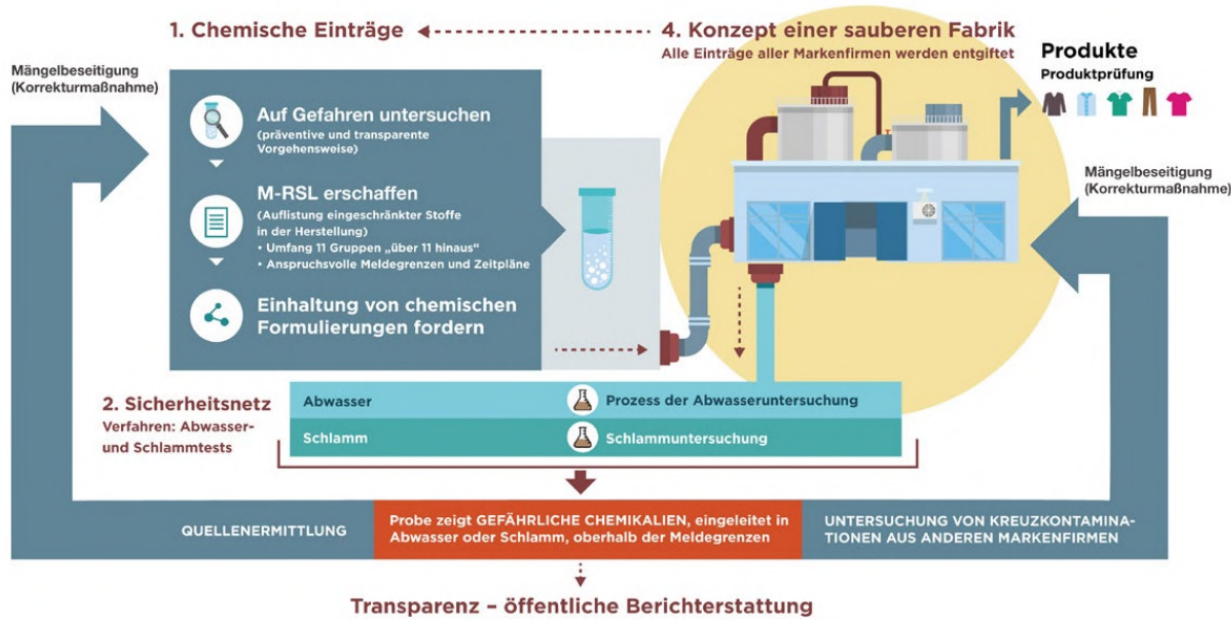 1. Chemische Einträge
4. Konzept einer sauberen Fabrik
Alle Einträge aller Markenfirmen werden entgiftet
Produkte
Produktprüfung
Mängelbeseitigung
(Korrekturmaßnahme)
Auf Gefahren untersuchen
(präventive und transparente
Vorgehensweise)
M-RSL erschaffen
(Auflistung eingeschränkter Stoffe
in der Herstellung)
• Umfang 11 Gruppen „über 11 hinaus“
• Anspruchsvolle Meldegrenzen und Zeitpläne
Einhaltung von chemischen
Formulierungen fordern
Mängelbeseitigung
(Korrekturmaßnahme)
2. Sicherheitsnetz
Verfahren: Abwasser-
und Schlammtests
Abwasser
Prozess der Abwasseruntersuchung
Schlamm
Schlammuntersuchung
QUELLENERMITTLUNG
Probe zeigt GEFÄHRLICHE CHEMIKALIEN, eingeleitet in
Abwasser oder Schlamm, oberhalb der Meldegrenzen
UNTERSUCHUNG VON KREUZKONTAMINA-
TIONEN AUS ANDEREN MARKENFIRMEN
Transparenz – öffentliche Berichterstattung